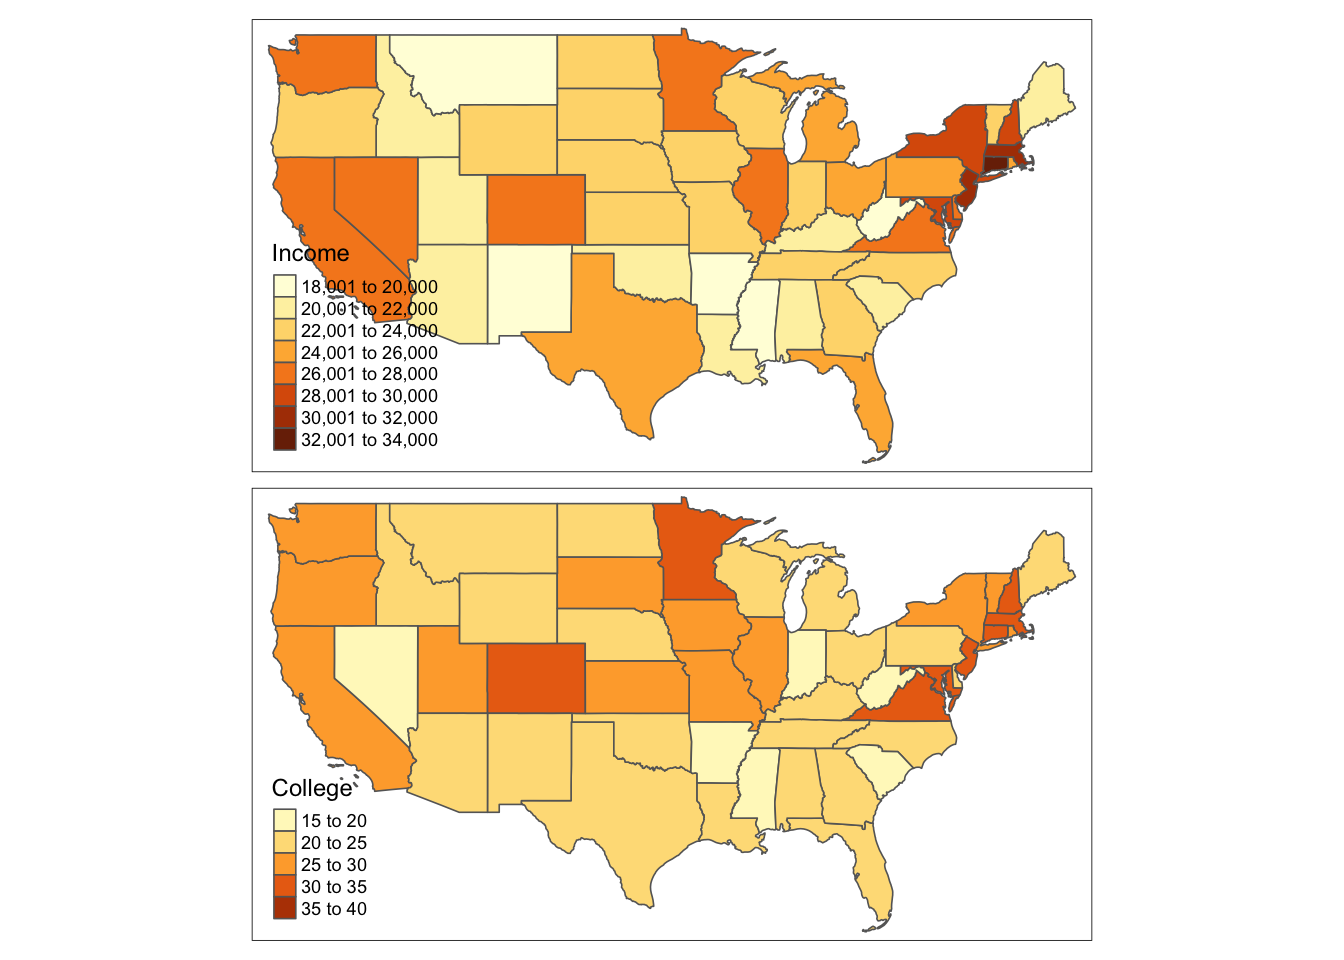 Income
18,001 to 20,000
20,001 to 22,000
22,001 to 24,000
24,001 to 26,000
26,001 to 28,000
28,001 to 30,000
30,001 to 32,000
32,001 to 34,000
College
15 to 20
20 to 25
25 to 30
30 to 35
35 to 40